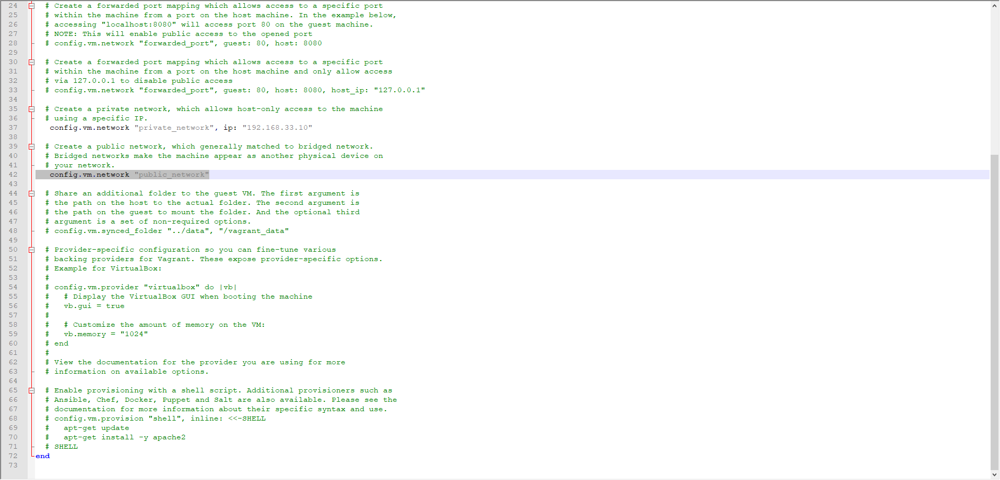 24 # Create a forwarded port mapping which allows access to a specific port
25 # within the machine from a port on the host machine. In the example below,
26 # accessing "localhost:8080" will access port 80 on the guest machine.
27 # NOTE: This will enable public access to the opened port
28 # config.vm.network "forwarded_port", guest: 80, host: 8080
29
30 # Create a forwarded port mapping which allows access to a specific port
31 # within the machine from a port on the host machine and only allow access
32 # via 127.0.0.1 to disable public access
33 # config.vm.network "forwarded_port", guest: 80, host: 8080, host_ip: "127.0.0.1"
34
35 # Create a private network, which allows host-only access to the machine
36 # using a specific IP.
37 config.vm.network "private_network", ip: "192.168.33.10"
38
39 # Create a public network, which generally matched to bridged network.
40 # Bridged networks make the machine appear as another physical device on
41 # your network.
42 config.vm.network "public_network"
43
44 # Share an additional folder to the guest VM. The first argument is
45 # the path on the host to the actual folder. The second argument is
46 # the path on the guest to mount the folder. And the optional third
47 # argument is a set of non-required options.
48 # config.vm.synced_folder "../data", "/vagrant_data"
49
50 # Provider-specific configuration so you can fine-tune various
51 # backing providers for Vagrant. These expose provider-specific options.
52 # Example for VirtualBox:
53 #
54 # config.vm.provider "virtualbox" do |vb|
55 #   # Display the VirtualBox GUI when booting the machine
56 #   vb.gui = true
57 #
58 #   # Customize the amount of memory on the VM:
59 #   vb.memory = "1024"
60 # end
61 #
62 # View the documentation for the provider you are using for more
63 # information on available options.
64
65 # Enable provisioning with a shell script. Additional provisioners such as
66 # Ansible, Chef, Docker, Puppet and Salt are also available. Please see the
67 # documentation for more information about their specific syntax and use.
68 # config.vm.provision "shell", inline: <<-SHELL
69 #   apt-get update
70 #   apt-get install -y apache2
71 # SHELL
72 end
73